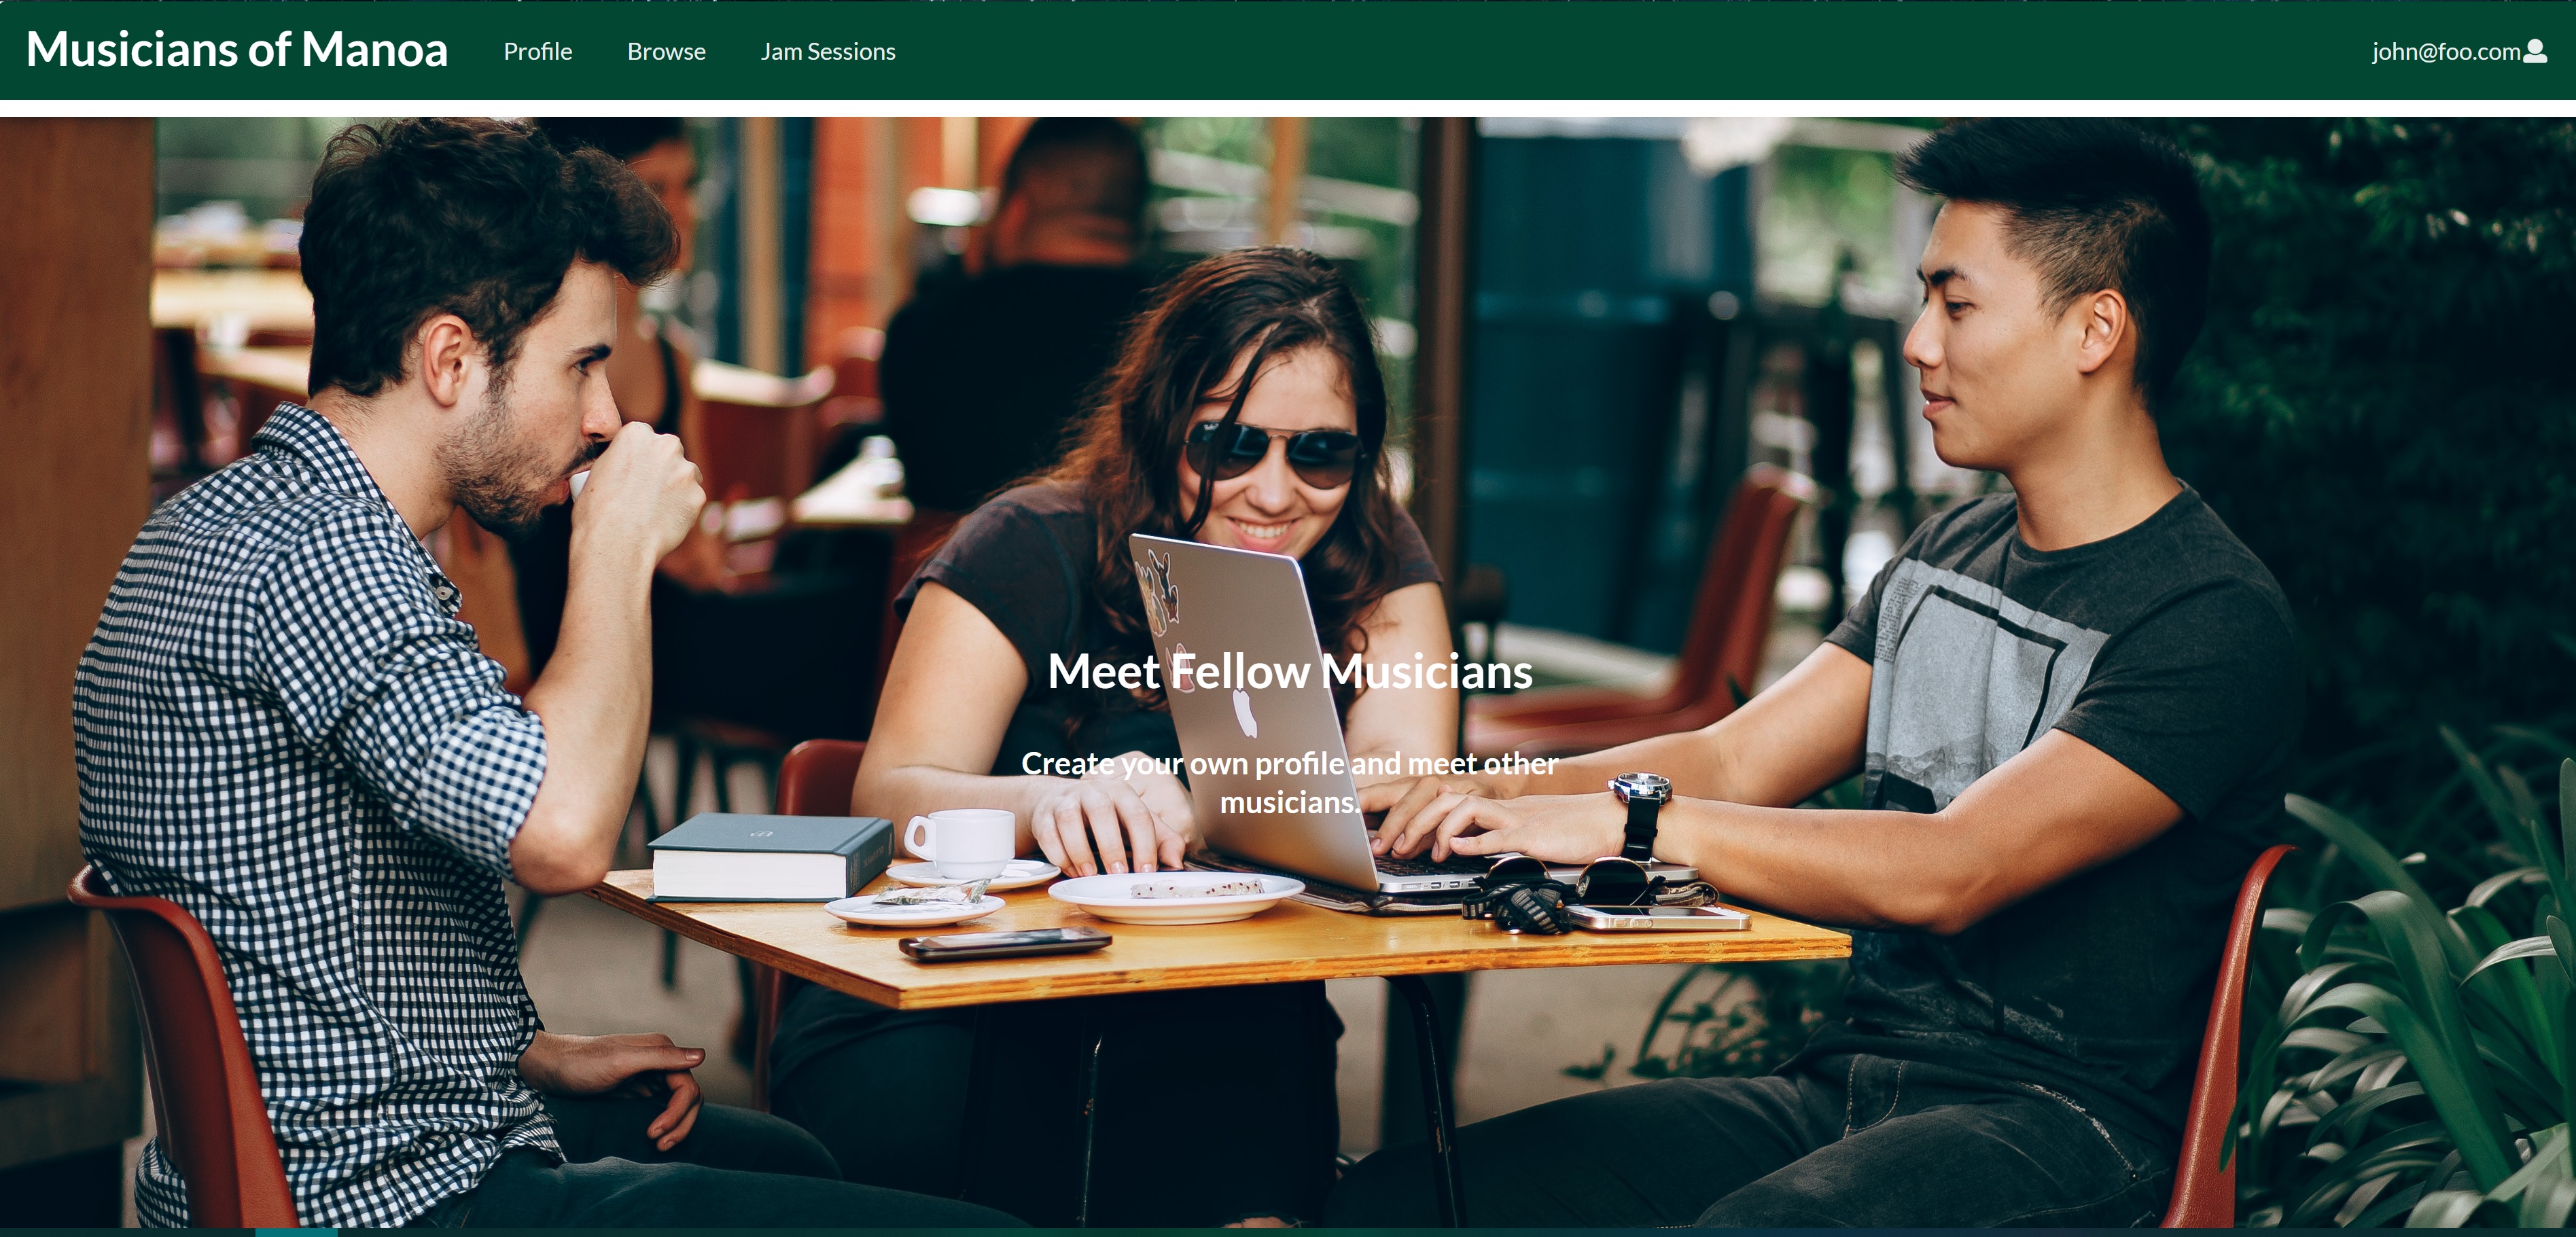 Musicians of Manoa Profile Browse Jam Sessions john@foo.com
Meet Fellow Musicians
Create your own profile and meet other
musicians.